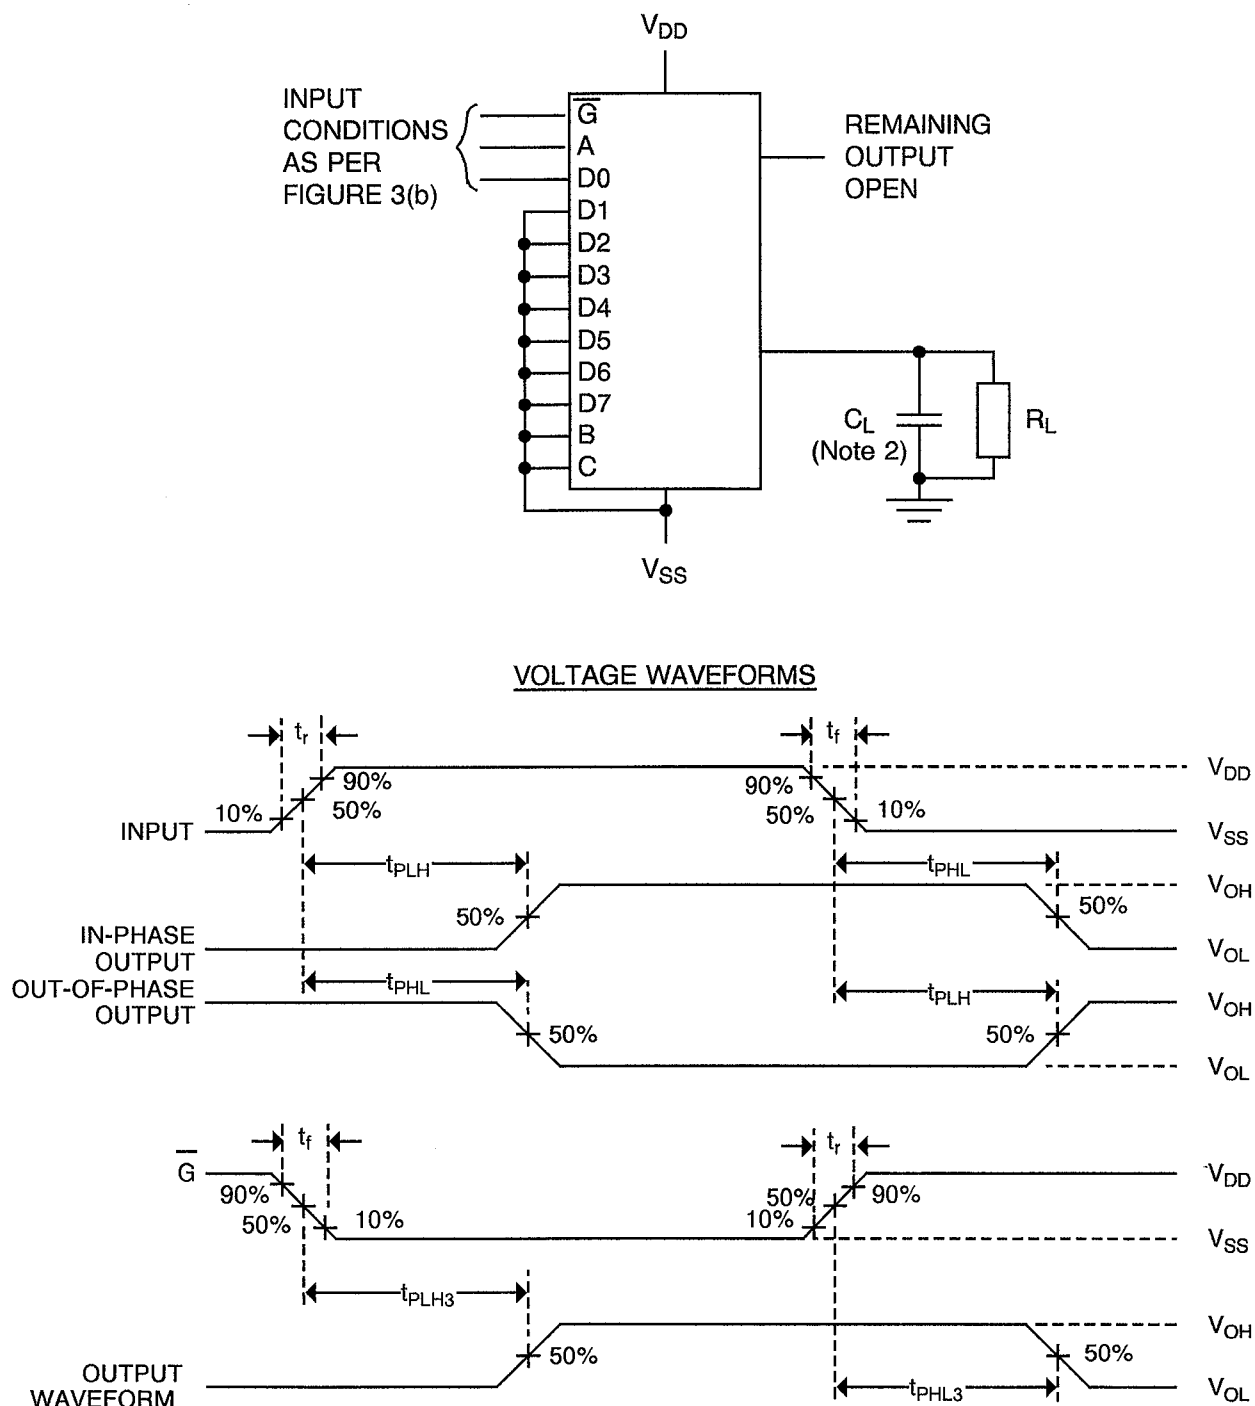 VDD
INPUT
CONDITIONS
AS PER
FIGURE 3(b)
G
A
D0
D1
D2
D3
D4
D5
D6
D7
B
C
REMAINING
OUTPUT
OPEN
CL
(Note 2)
RL
VSS
VOLTAGE WAVEFORMS
tr
tf
90%
50%
10%
INPUT
90%
50%
10%
VDD
VSS
tPLH
tPHL
50%
50%
VOH
VOL
IN-PHASE
OUTPUT
OUT-OF-PHASE
OUTPUT
tPHL
tPLH
50%
50%
VOH
VOL
tf
tr
G
90%
50%
10%
50%
10%
90%
VDD
VSS
tPLH3
50%
50%
VOH
VOL
OUTPUT
WAVEFORM
tPHL3